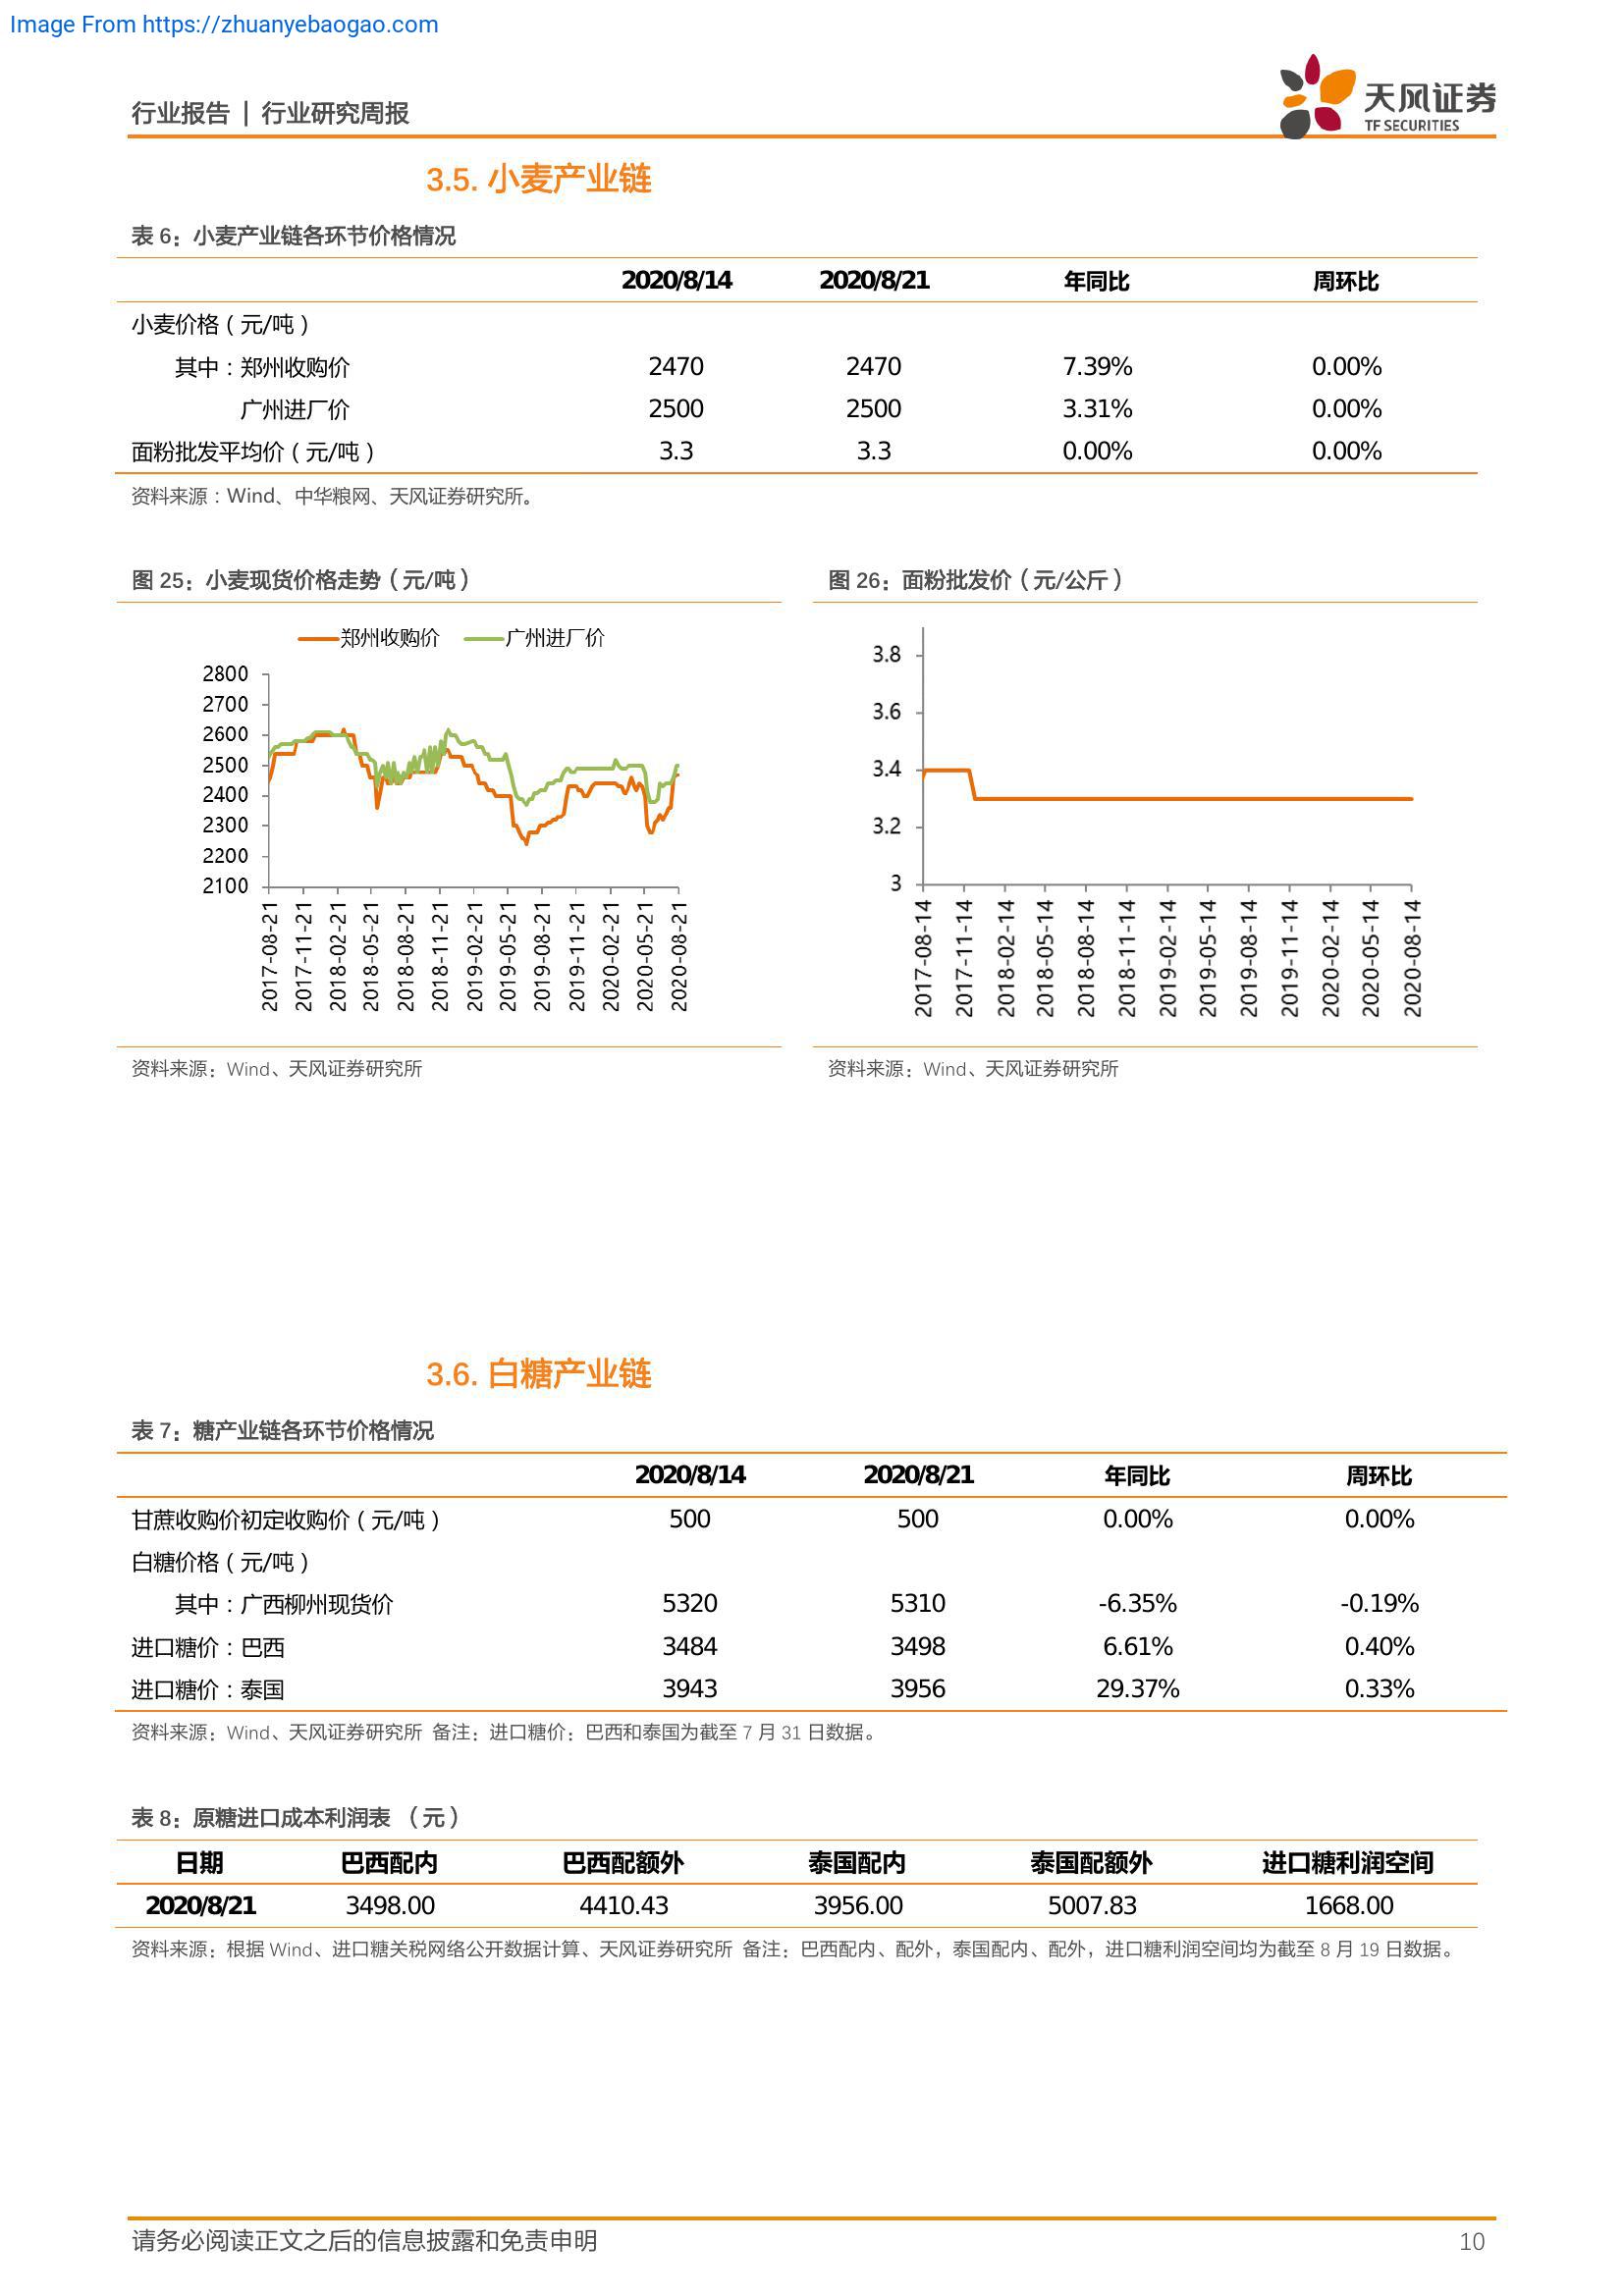 Image From https://zhuanyebaogao.com
行业报告 | 行业研究周报
天风证券
TF SECURITIES
3.5. 小麦产业链
表 6：小麦产业链各环节价格情况
2020/8/14 2020/8/21 年同比 周环比
小麦价格（元/吨）
其中：郑州收购价 2470 2470 7.39% 0.00%
广州进厂价 2500 2500 3.31% 0.00%
面粉批发平均价（元/吨） 3.3 3.3 0.00% 0.00%
资料来源：Wind、中华粮网、天风证券研究所。
图 25：小麦现货价格走势（元/吨）
郑州收购价 广州进厂价
2800
2700
2600
2500
2400
2300
2200
2100
2017-08-21
2017-11-21
2018-02-21
2018-05-21
2018-08-21
2018-11-21
2019-02-21
2019-05-21
2019-08-21
2019-11-21
2020-02-21
2020-05-21
2020-08-21
资料来源：Wind、天风证券研究所
图 26：面粉批发价（元/公斤）
3.8
3.6
3.4
3.2
3
2017-08-14
2017-11-14
2018-02-14
2018-05-14
2018-08-14
2018-11-14
2019-02-14
2019-05-14
2019-08-14
2019-11-14
2020-02-14
2020-05-14
2020-08-14
资料来源：Wind、天风证券研究所
3.6. 白糖产业链
表 7：糖产业链各环节价格情况
2020/8/14 2020/8/21 年同比 周环比
甘蔗收购价初定收购价（元/吨） 500 500 0.00% 0.00%
白糖价格（元/吨）
其中：广西柳州现货价 5320 5310 -6.35% -0.19%
进口糖价：巴西 3484 3498 6.61% 0.40%
进口糖价：泰国 3943 3956 29.37% 0.33%
资料来源：Wind、天风证券研究所 备注：进口糖价：巴西和泰国为截至 7 月 31 日数据。
表 8：原糖进口成本利润表 （元）
日期 巴西配内 巴西配额外 泰国配内 泰国配额外 进口糖利润空间
2020/8/21 3498.00 4410.43 3956.00 5007.83 1668.00
资料来源：根据 Wind、进口糖关税网络公开数据计算、天风证券研究所 备注：巴西配内、配外，泰国配内、配外，进口糖利润空间均为截至 8 月 19 日数据。
请务必阅读正文之后的信息披露和免责申明 10